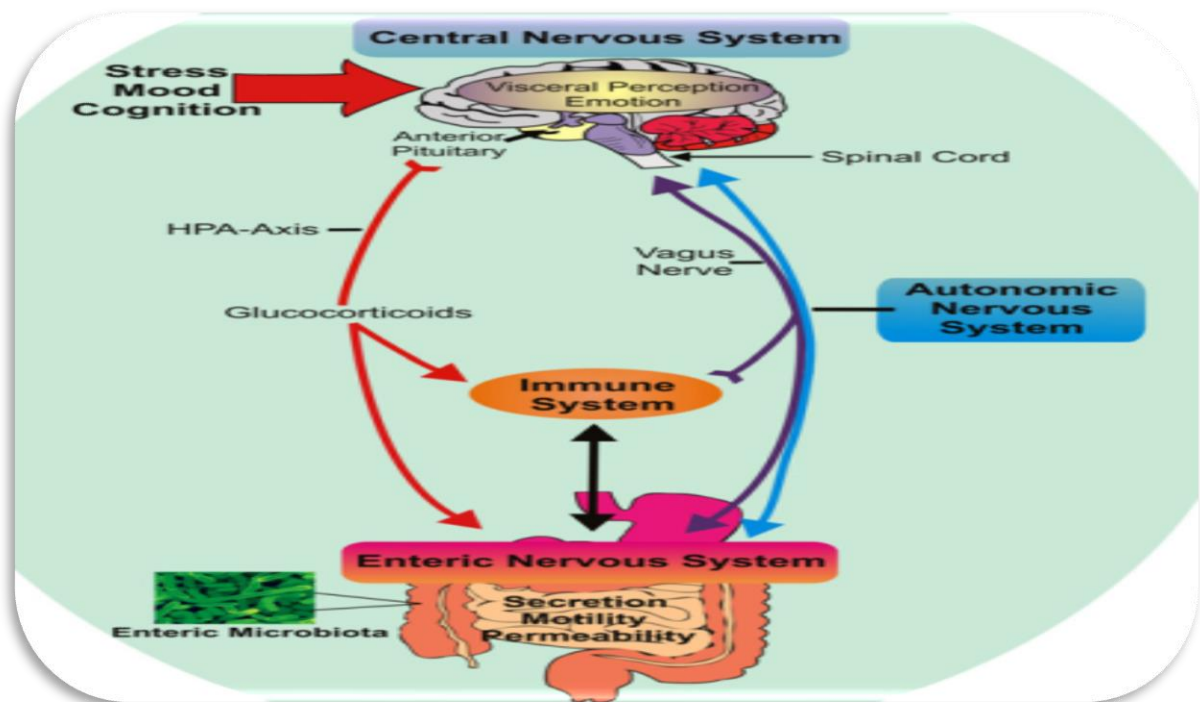 Central Nervous System
Stress
Mood
Cognition
Visceral Perception
Emotion
Anterior
Pituitary
Spinal Cord
HPA-Axis
Vagus
Nerve
Autonomic
Nervous
System
Glucocorticoids
Immune
System
Enteric Nervous System
Secretion
Motility
Permeability
Enteric Microbiota